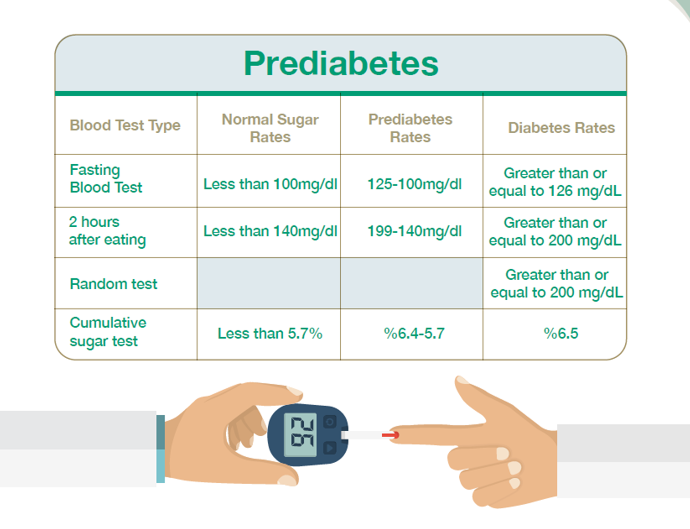 Prediabetes
Blood Test Type
Normal Sugar
Rates
Prediabetes
Rates
Diabetes Rates
Fasting
Blood Test
Less than 100mg/dl
125-100mg/dl
Greater than or
equal to 126 mg/dL
2 hours
after eating
Less than 140mg/dl
199-140mg/dl
Greater than or
equal to 200 mg/dL
Random test
Greater than or
equal to 200 mg/dL
Cumulative
sugar test
Less than 5.7%
%6.4-5.7
%6.5